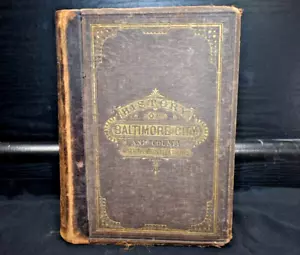 HISTORY
OF
BALTIMORE CITY
AND COUNTY